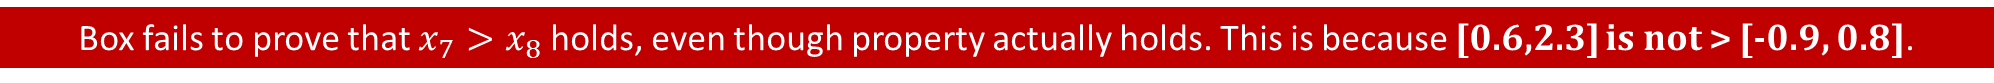 Box fails to prove that x₇ > x₈ holds, even though property actually holds. This is because [0.6,2.3] is not > [-0.9, 0.8].